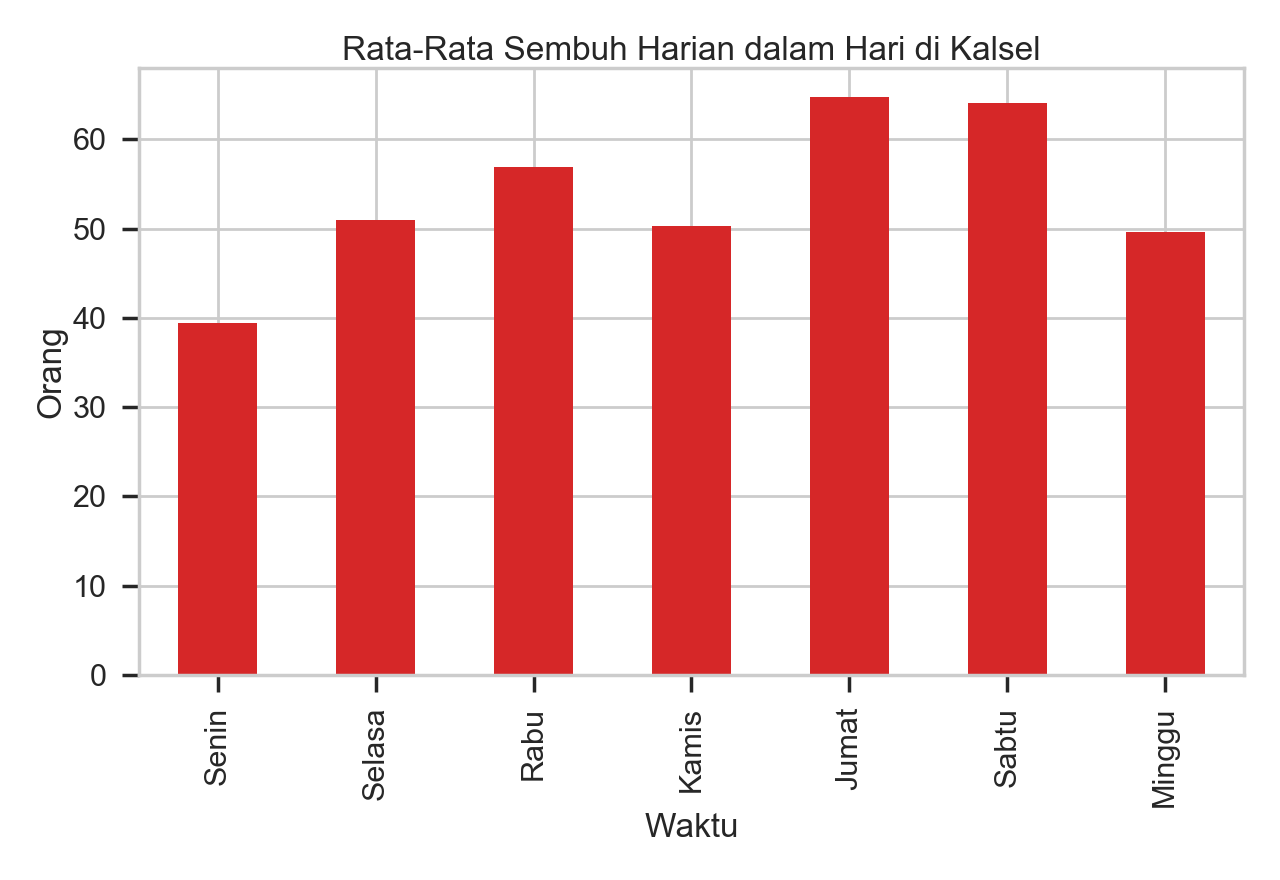 Rata-Rata Sembuh Harian dalam Hari di Kalsel
60
50
40
30
20
10
0
Orang
Senin
Selasa
Rabu
Kamis
Jumat
Sabtu
Minggu
Waktu